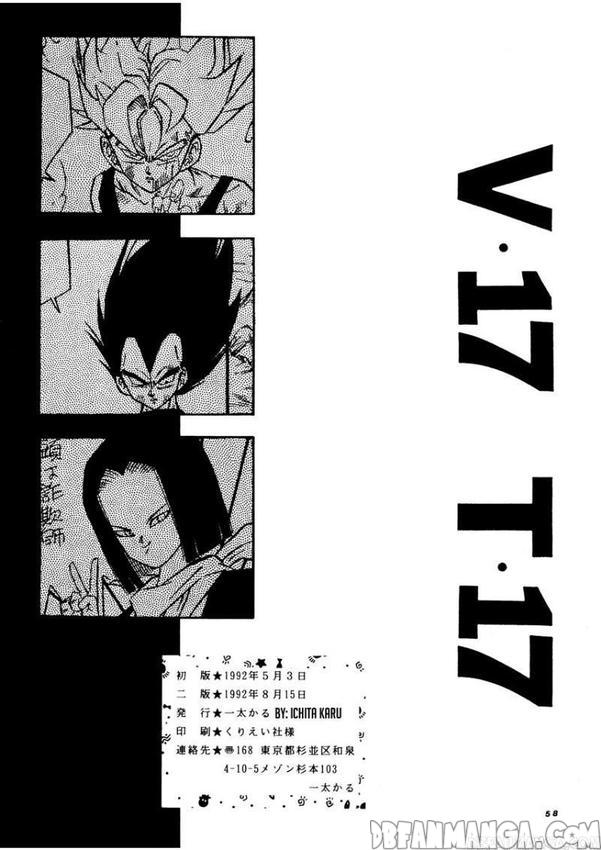 V・17
T・17
頭は詐欺師
初　版★1992年5月3日
二　版★1992年8月15日
発　行★一太かる BY: ICHITA KARU
印　刷★くりえい社様
連絡先★〠168 東京都杉並区和泉
4-10-5メゾン杉本103
一太かる
58
DBFANMANGA.COM